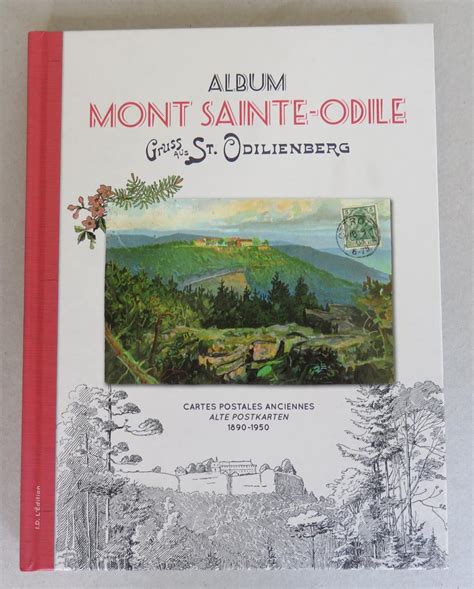 ALBUM
MONT SAINTE-ODILE
Gruss aus St. Odilienberg
CARTES POSTALES ANCIENNES
ALTE POSTKARTEN
1890-1950
I.D. L'Édition